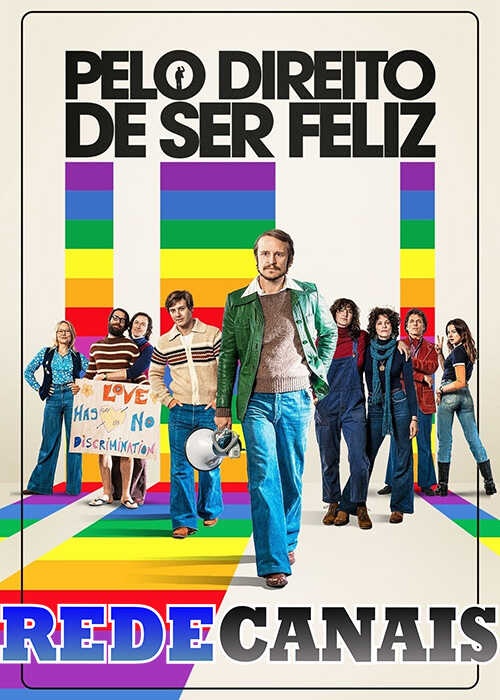 PELO DIREITO
DE SER FELIZ
LOVE
HAS NO
DISCRIMINATION
REDECANAIS